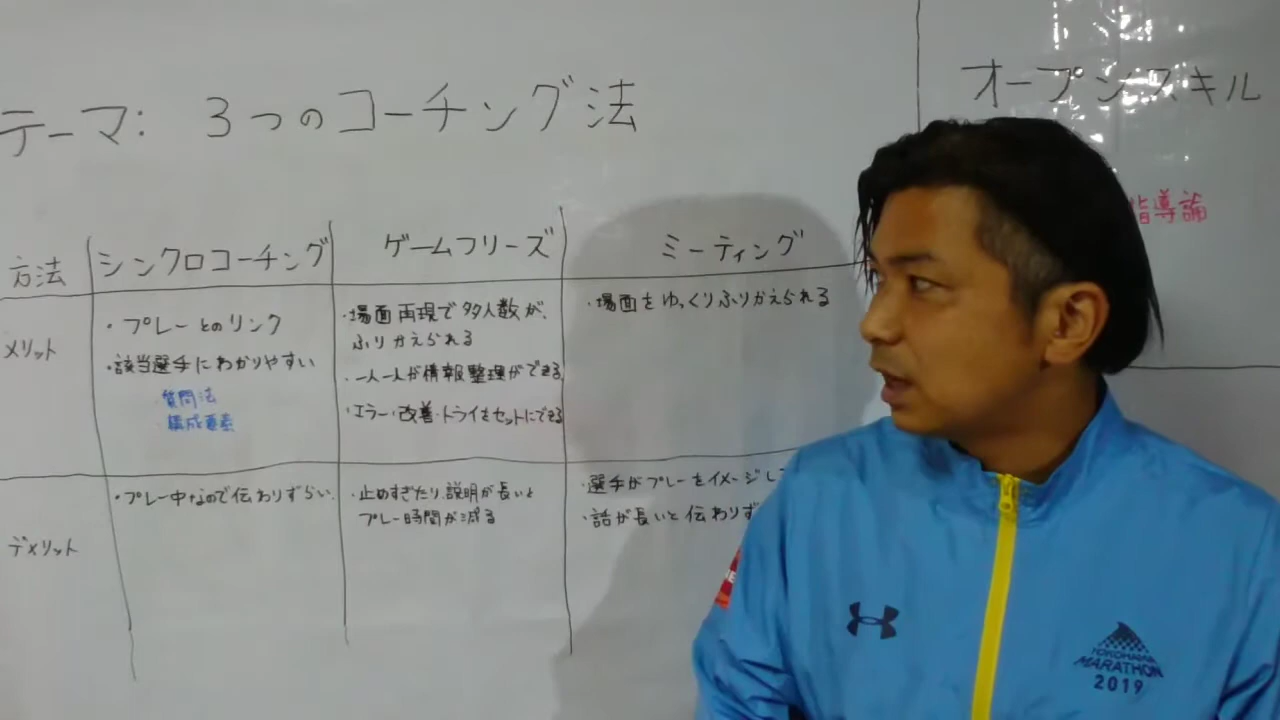 テーマ: 3つのコーチング法
オープンスキル
指導論
方法
シンクロコーチング
ゲームフリーズ
ミーティング
メリット
・プレーとのリンク
・該当選手にわかりやすい
質問法
構成要素
・場面再現で多人数が、
ふりかえられる
・一人一人が情報整理ができる
・エラー・改善・トライをセットにできる
・場面をゆっくりふりかえられる
デメリット
・プレー中なので伝わりずらい.
・止めすぎたり、説明が長いと
プレー時間が減る
・選手がプレーをイメージし
・話が長いと伝わりず
YOKOHAMA
MARATHON
2019